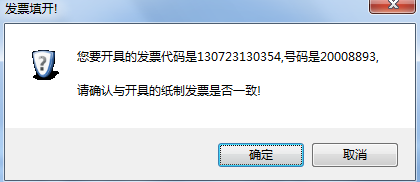 发票填开!
您要开具的发票代码是130723130354,号码是20008893,
请确认与开具的纸制发票是否一致!
确定
取消